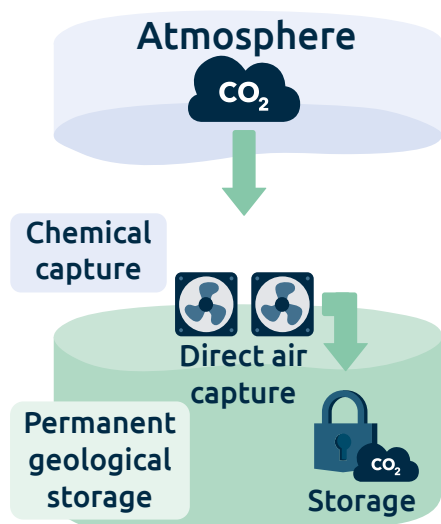 Atmosphere
CO₂
Chemical
capture
Direct air
capture
Permanent
geological
storage
CO₂
Storage